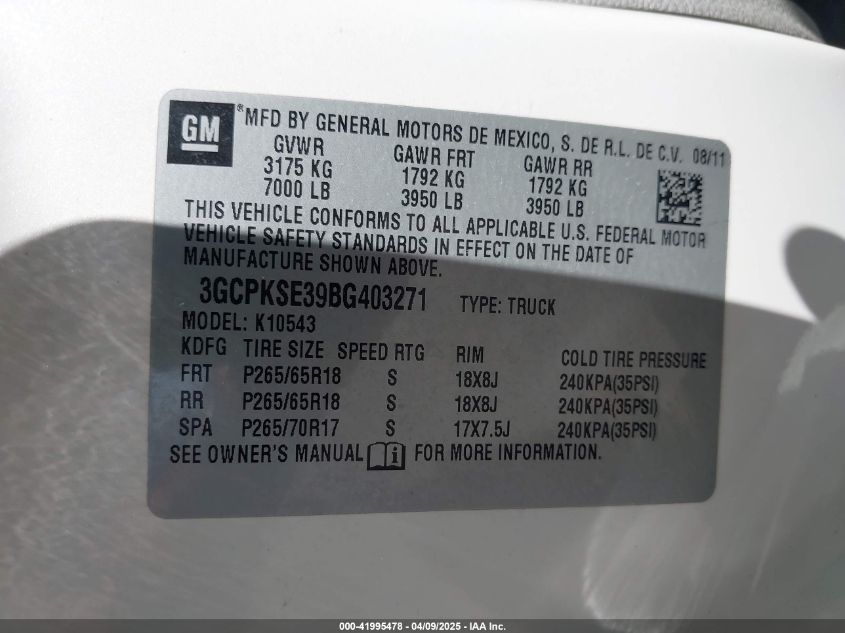 GM
®MFD BY GENERAL MOTORS DE MEXICO, S. DE R.L. DE C.V. 08/11
GVWR GAWR FRT GAWR RR
3175 KG 1792 KG 1792 KG
7000 LB 3950 LB 3950 LB
THIS VEHICLE CONFORMS TO ALL APPLICABLE U.S. FEDERAL MOTOR
VEHICLE SAFETY STANDARDS IN EFFECT ON THE DATE OF
MANUFACTURE SHOWN ABOVE.
3GCPKSE39BG403271 TYPE: TRUCK
MODEL: K10543
KDFG TIRE SIZE SPEED RTG RIM COLD TIRE PRESSURE
FRT P265/65R18 S 18X8J 240KPA(35PSI)
RR P265/65R18 S 18X8J 240KPA(35PSI)
SPA P265/70R17 S 17X7.5J 240KPA(35PSI)
SEE OWNER'S MANUAL i FOR MORE INFORMATION.
000-41995478 - 04/09/2025 - IAA Inc.